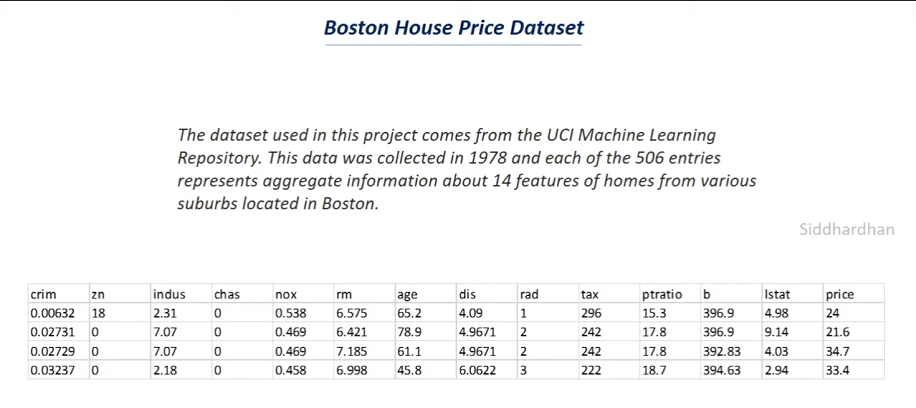 Boston House Price Dataset
The dataset used in this project comes from the UCI Machine Learning
Repository. This data was collected in 1978 and each of the 506 entries
represents aggregate information about 14 features of homes from various
suburbs located in Boston.
Siddhardhan
crim zn indus chas nox rm age dis rad tax ptratio b lstat price
0.00632 18 2.31 0 0.538 6.575 65.2 4.09 1 296 15.3 396.9 4.98 24
0.02731 0 7.07 0 0.469 6.421 78.9 4.9671 2 242 17.8 396.9 9.14 21.6
0.02729 0 7.07 0 0.469 7.185 61.1 4.9671 2 242 17.8 392.83 4.03 34.7
0.03237 0 2.18 0 0.458 6.998 45.8 6.0622 3 222 18.7 394.63 2.94 33.4